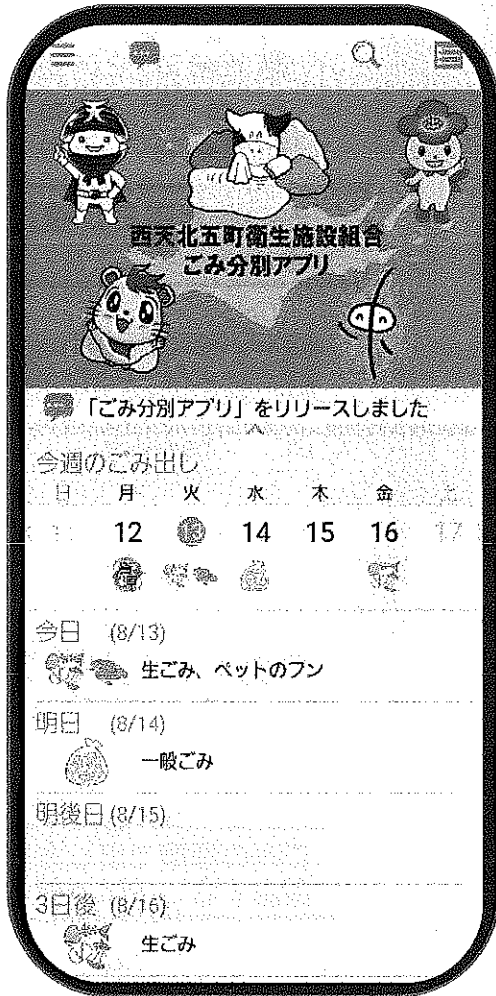 西天北五町衛生施設組合
ごみ分別アプリ
「ごみ分別アプリ」をリリースしました
今週のごみ出し
日 月 火 水 木 金 土
11 12 13 14 15 16 17
今日 (8/13)
生ごみ、ペットのフン
明日 (8/14)
一般ごみ
明後日 (8/15)
3日後 (8/16)
生ごみ